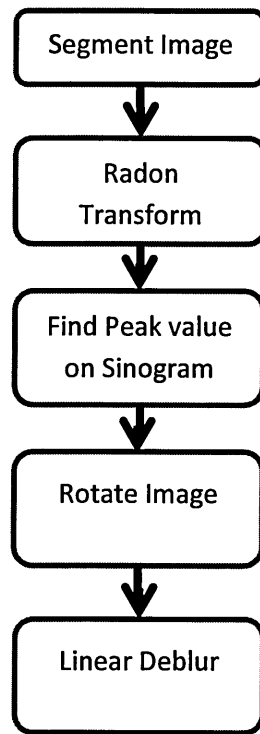 Segment Image
Radon
Transform
Find Peak value
on Sinogram
Rotate Image
Linear Deblur